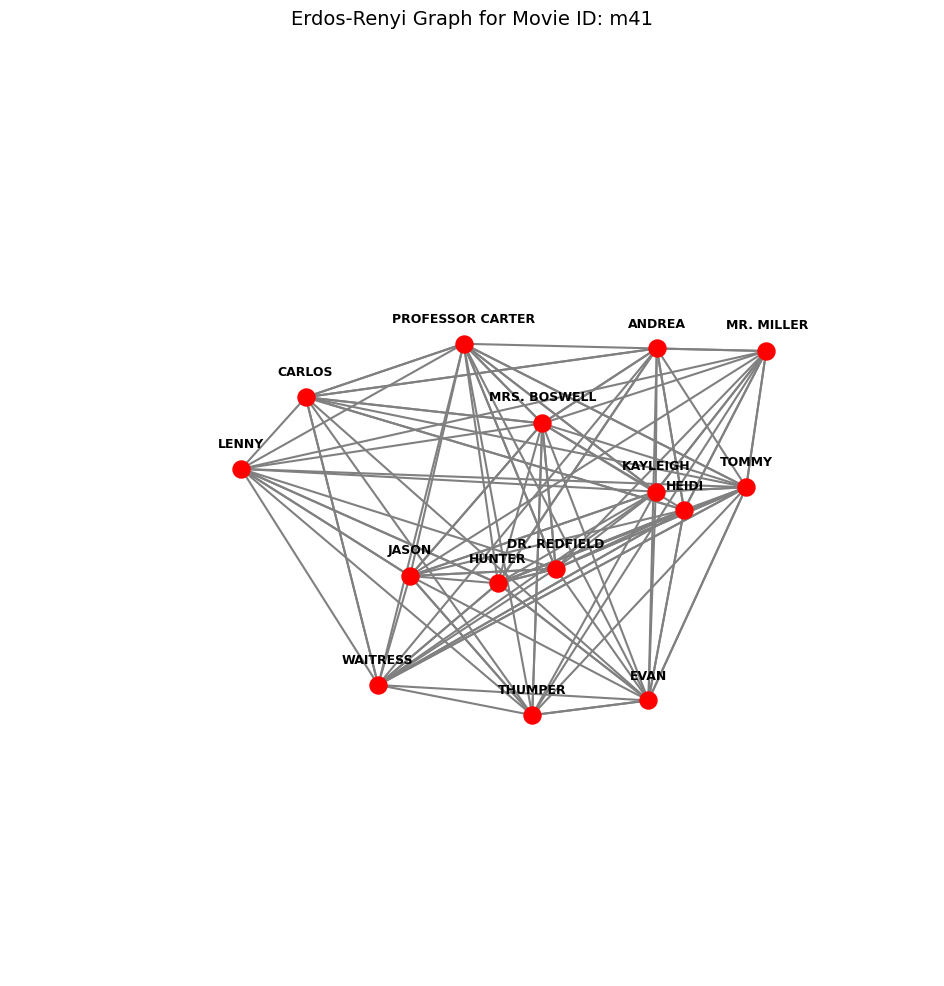 Erdos-Renyi Graph for Movie ID: m41
PROFESSOR CARTER
ANDREA
MR. MILLER
CARLOS
MRS. BOSWELL
LENNY
KAYLEIGH
TOMMY
HEIDI
JASON
DR. REDFIELD
HUNTER
WAITRESS
EVAN
THUMPER